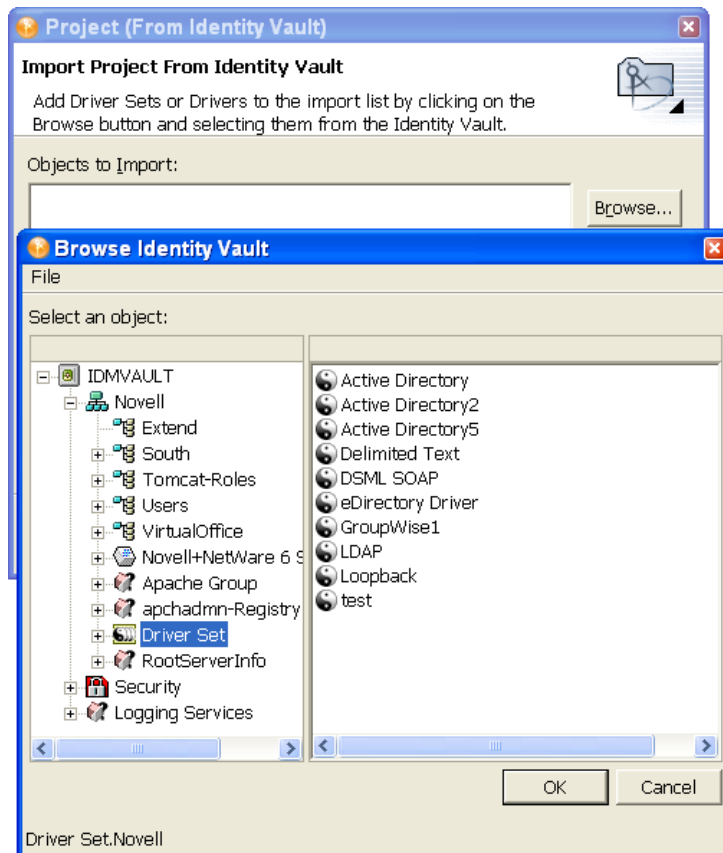 Project (From Identity Vault)
Import Project From Identity Vault
Add Driver Sets or Drivers to the import list by clicking on the
Browse button and selecting them from the Identity Vault.
Objects to Import:
Browse...
Browse Identity Vault
File
Select an object:
IDMVAULT
Novell
Extend
South
Tomcat-Roles
Users
VirtualOffice
Novell+NetWare 6 S
Apache Group
apchadmn-Registry
Driver Set
RootServerInfo
Security
Logging Services
Active Directory
Active Directory2
Active Directory5
Delimited Text
DSML SOAP
eDirectory Driver
GroupWise1
LDAP
Loopback
test
OK
Cancel
Driver Set.Novell